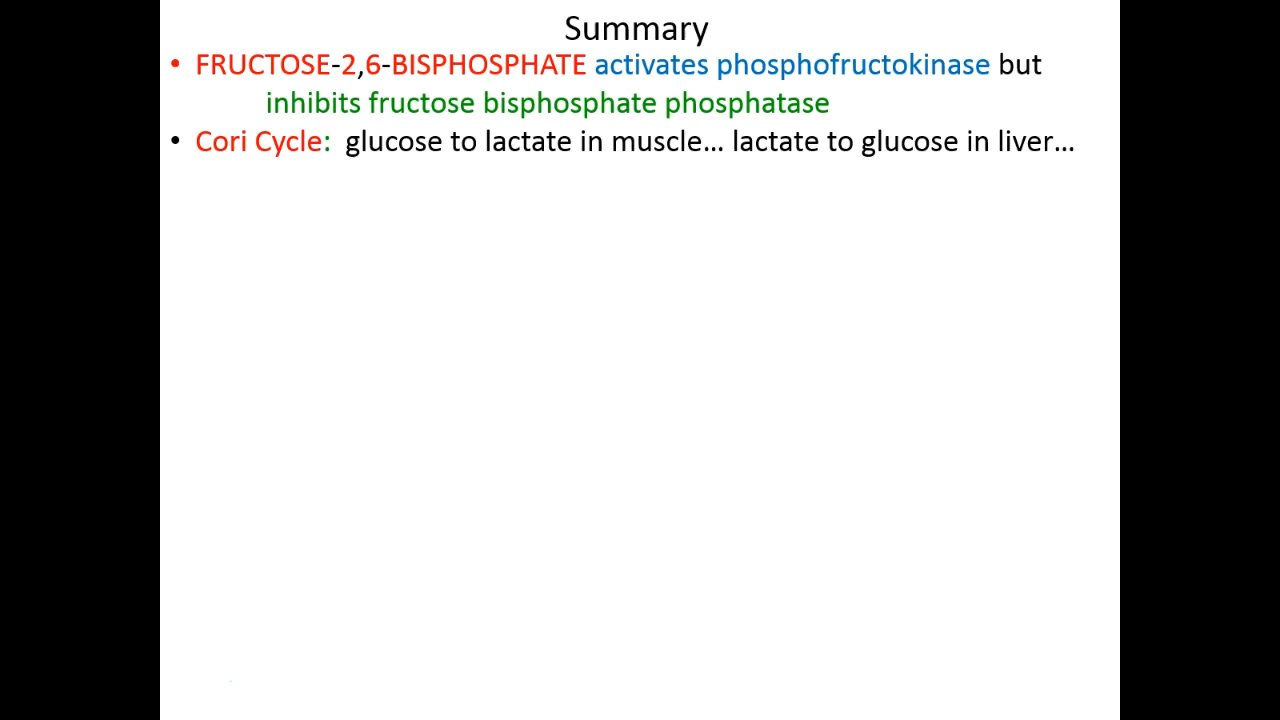 Summary
• FRUCTOSE-2,6-BISPHOSPHATE activates phosphofructokinase but
inhibits fructose bisphosphate phosphatase
• Cori Cycle: glucose to lactate in muscle… lactate to glucose in liver…